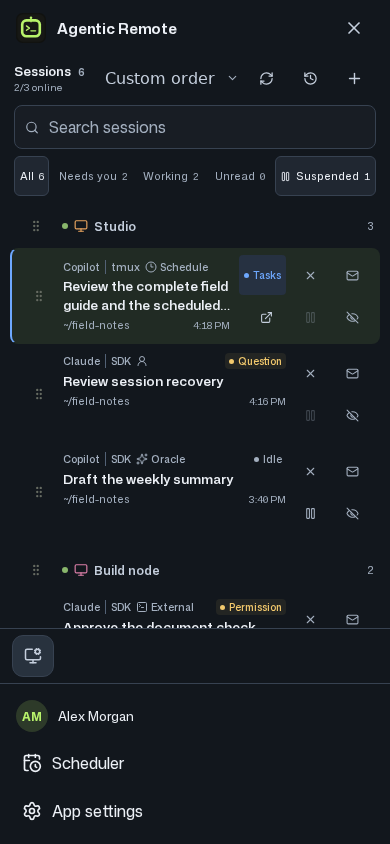 Agentic Remote
Sessions 6
2/3 online
Custom order
Search sessions
All 6
Needs you 2
Working 2
Unread 0
Suspended 1
Studio 3
Copilot | tmux Schedule
Tasks
Review the complete field
guide and the scheduled...
~/field-notes 4:18 PM
Claude | SDK
Question
Review session recovery
~/field-notes 4:16 PM
Copilot | SDK Oracle
Idle
Draft the weekly summary
~/field-notes 3:40 PM
Build node 2
Claude | SDK External
Permission
Approve the document check
AM Alex Morgan
Scheduler
App settings